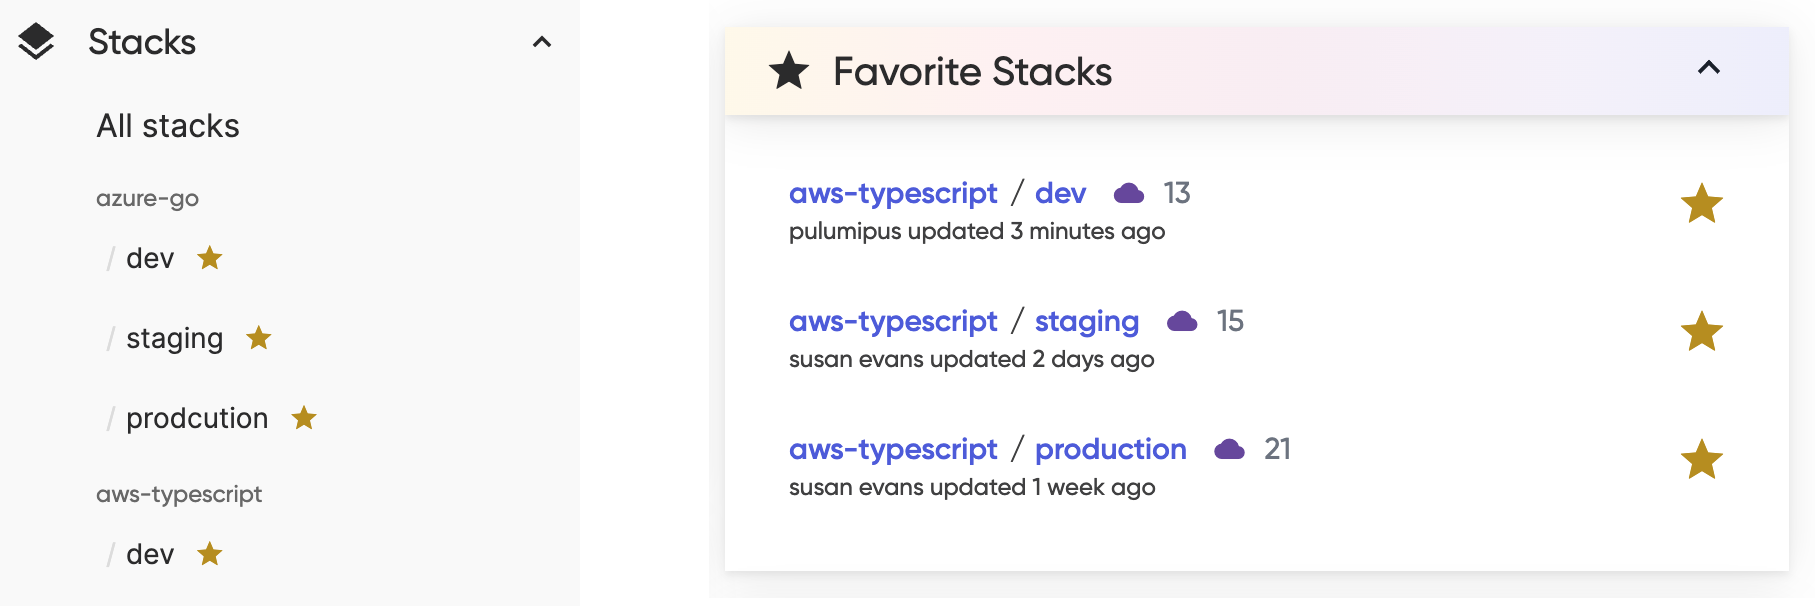 Stacks
All stacks
azure-go
/ dev
/ staging
/ prodcution
aws-typescript
/ dev
Favorite Stacks
aws-typescript / dev 13
pulumipus updated 3 minutes ago
aws-typescript / staging 15
susan evans updated 2 days ago
aws-typescript / production 21
susan evans updated 1 week ago